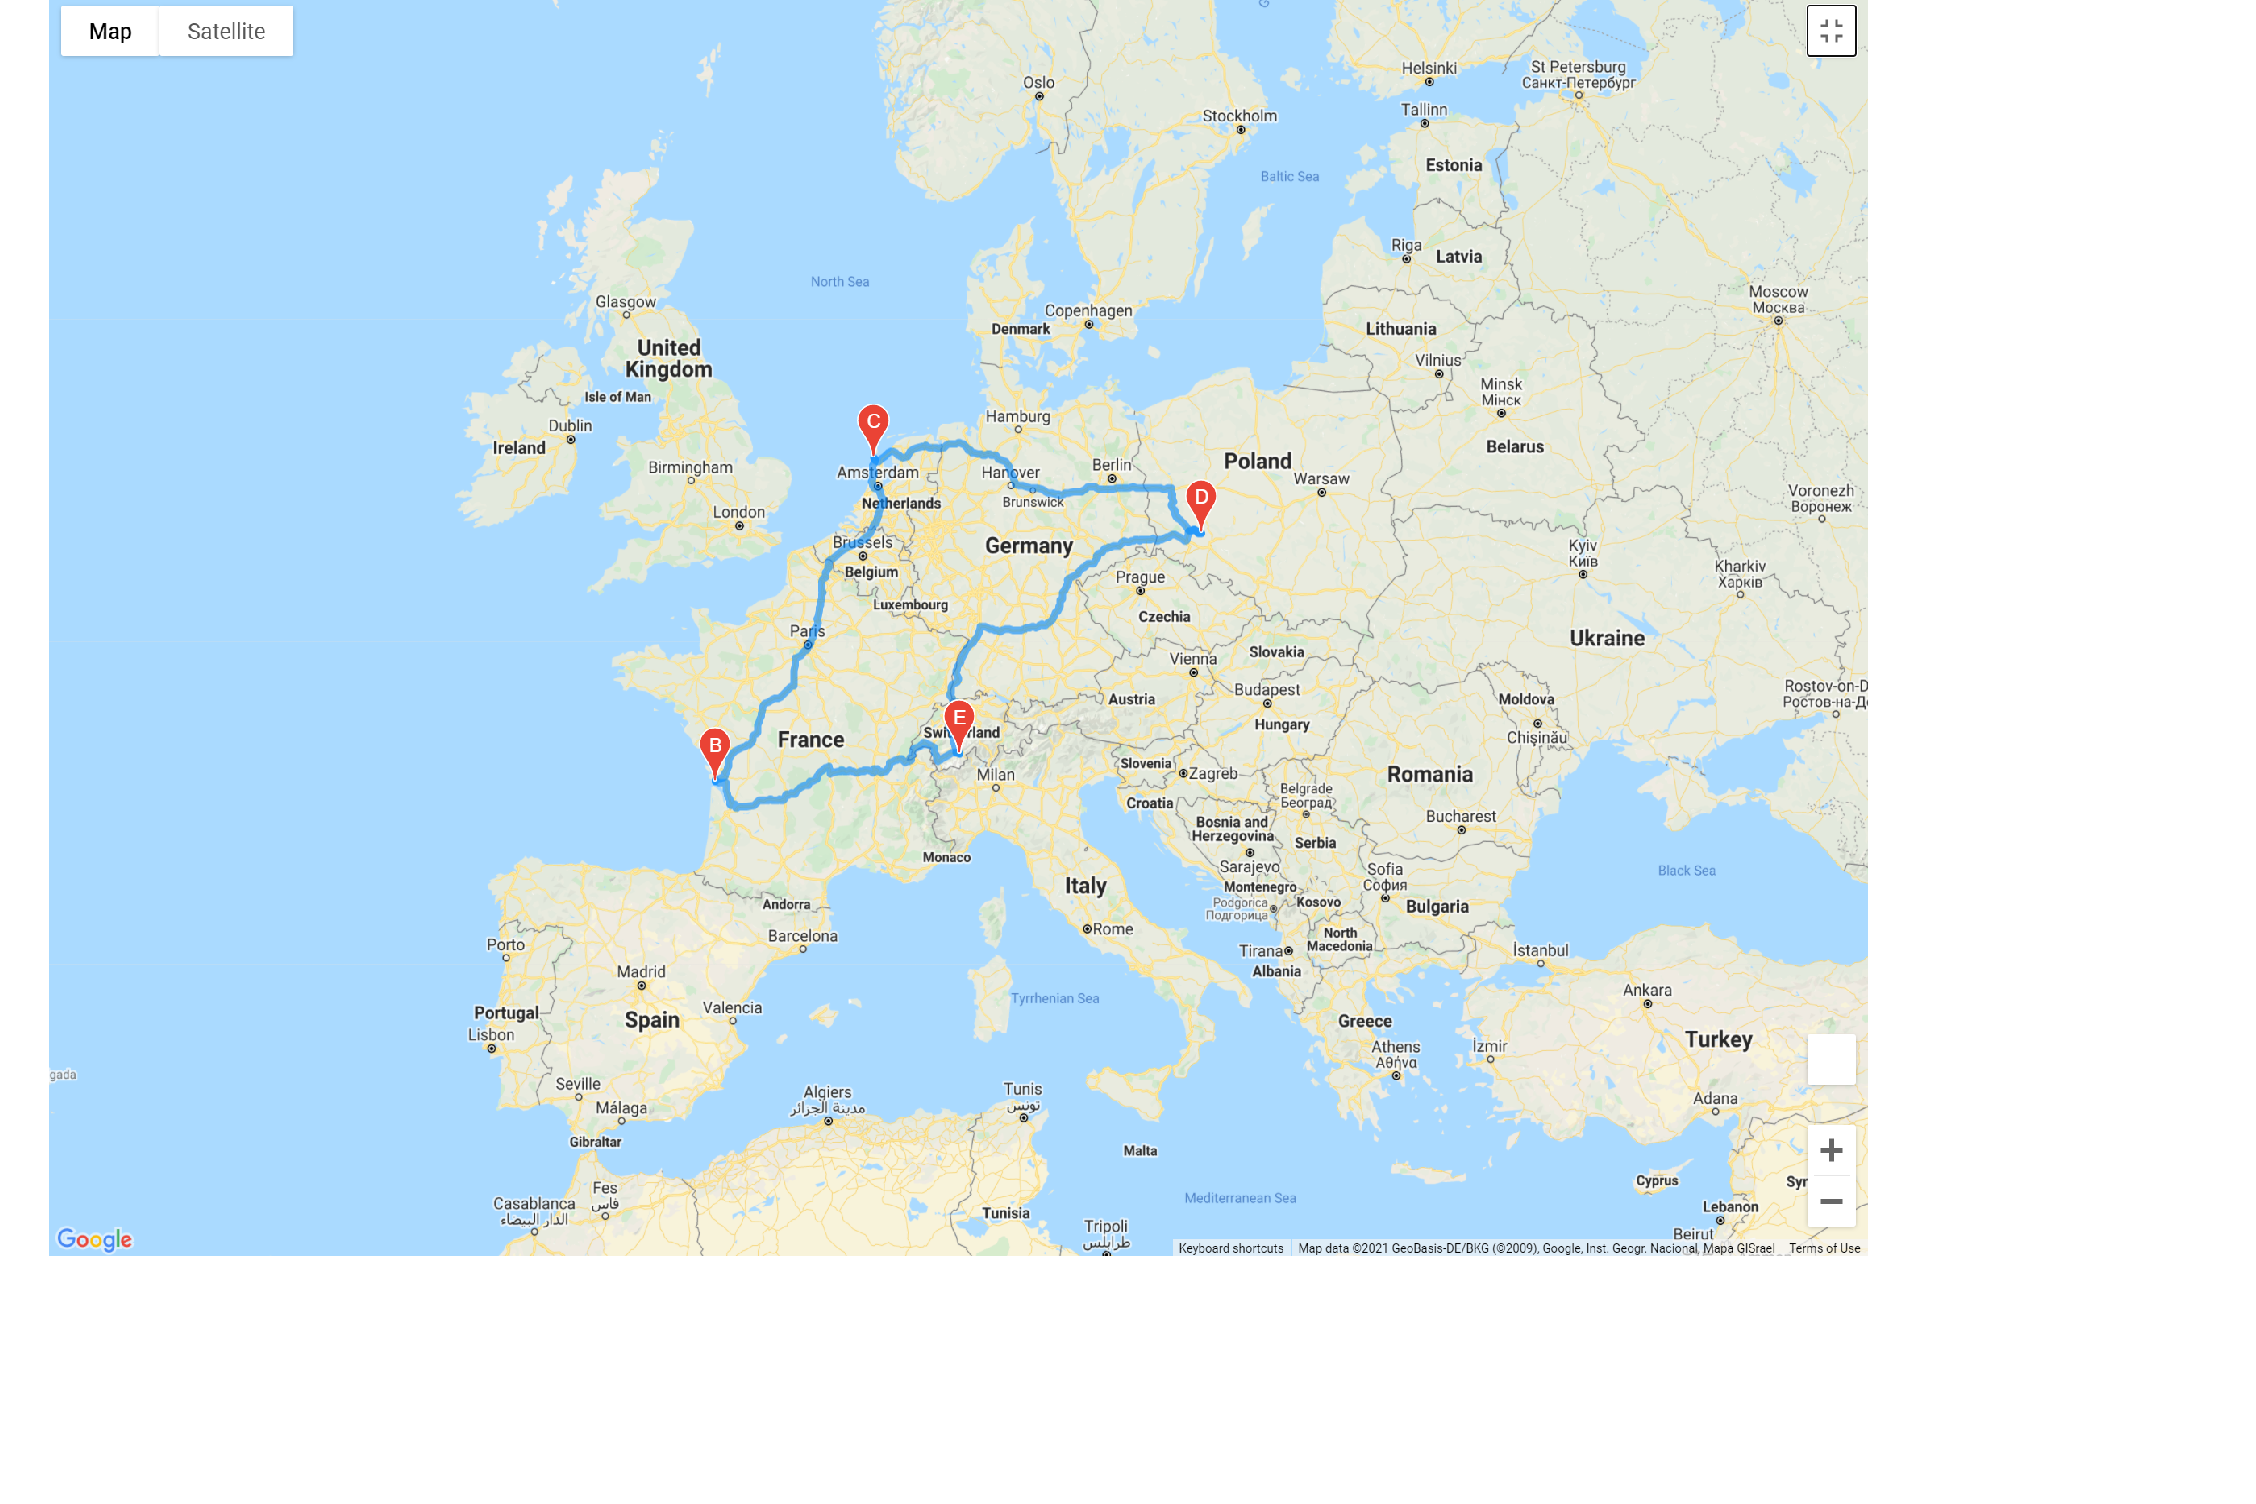 Map
Satellite
Oslo
Stockholm
Helsinki
St Petersburg
Санкт-Петербург
Tallinn
Estonia
Baltic Sea
Riga
Latvia
North Sea
Moscow
Москва
Glasgow
Copenhagen
Denmark
Lithuania
United
Kingdom
Vilnius
Minsk
Мінск
Isle of Man
Hamburg
C
Dublin
Ireland
Belarus
Birmingham
Amsterdam
Hanover
Berlin
Poland
Warsaw
Voronezh
Воронеж
Netherlands
Brunswick
D
London
Brussels
Germany
Kyiv
Київ
Belgium
Prague
Kharkiv
Харків
Luxembourg
Czechia
Paris
Ukraine
Slovakia
Vienna
Budapest
Austria
Moldova
Rostov-on-D
Ростов-на-До
E
Switzerland
Hungary
Chișinău
B
France
Milan
Slovenia
Zagreb
Romania
Croatia
Belgrade
Београд
Bosnia and
Herzegovina
Bucharest
Serbia
Monaco
Sarajevo
Sofia
София
Black Sea
Italy
Montenegro
Andorra
Podgorica
Подгорица
Kosovo
Bulgaria
Barcelona
Rome
Porto
North
Macedonia
Tirana
İstanbul
Albania
Madrid
Ankara
Tyrrhenian Sea
Valencia
Portugal
Spain
Greece
Turkey
Lisbon
Athens
Αθήνα
İzmir
gada
Seville
Algiers
مدينة الجزائر
Tunis
تونس
Málaga
Adana
Gibraltar
Malta
Fes
فاس
Cyprus
Syr
Casablanca
الدار البيضاء
Mediterranean Sea
Tunisia
Lebanon
Tripoli
طرابلس
Beirut
Google
Keyboard shortcuts
Map data ©2021 GeoBasis-DE/BKG (©2009), Google, Inst. Geogr. Nacional, Mapa GISrael
Terms of Use